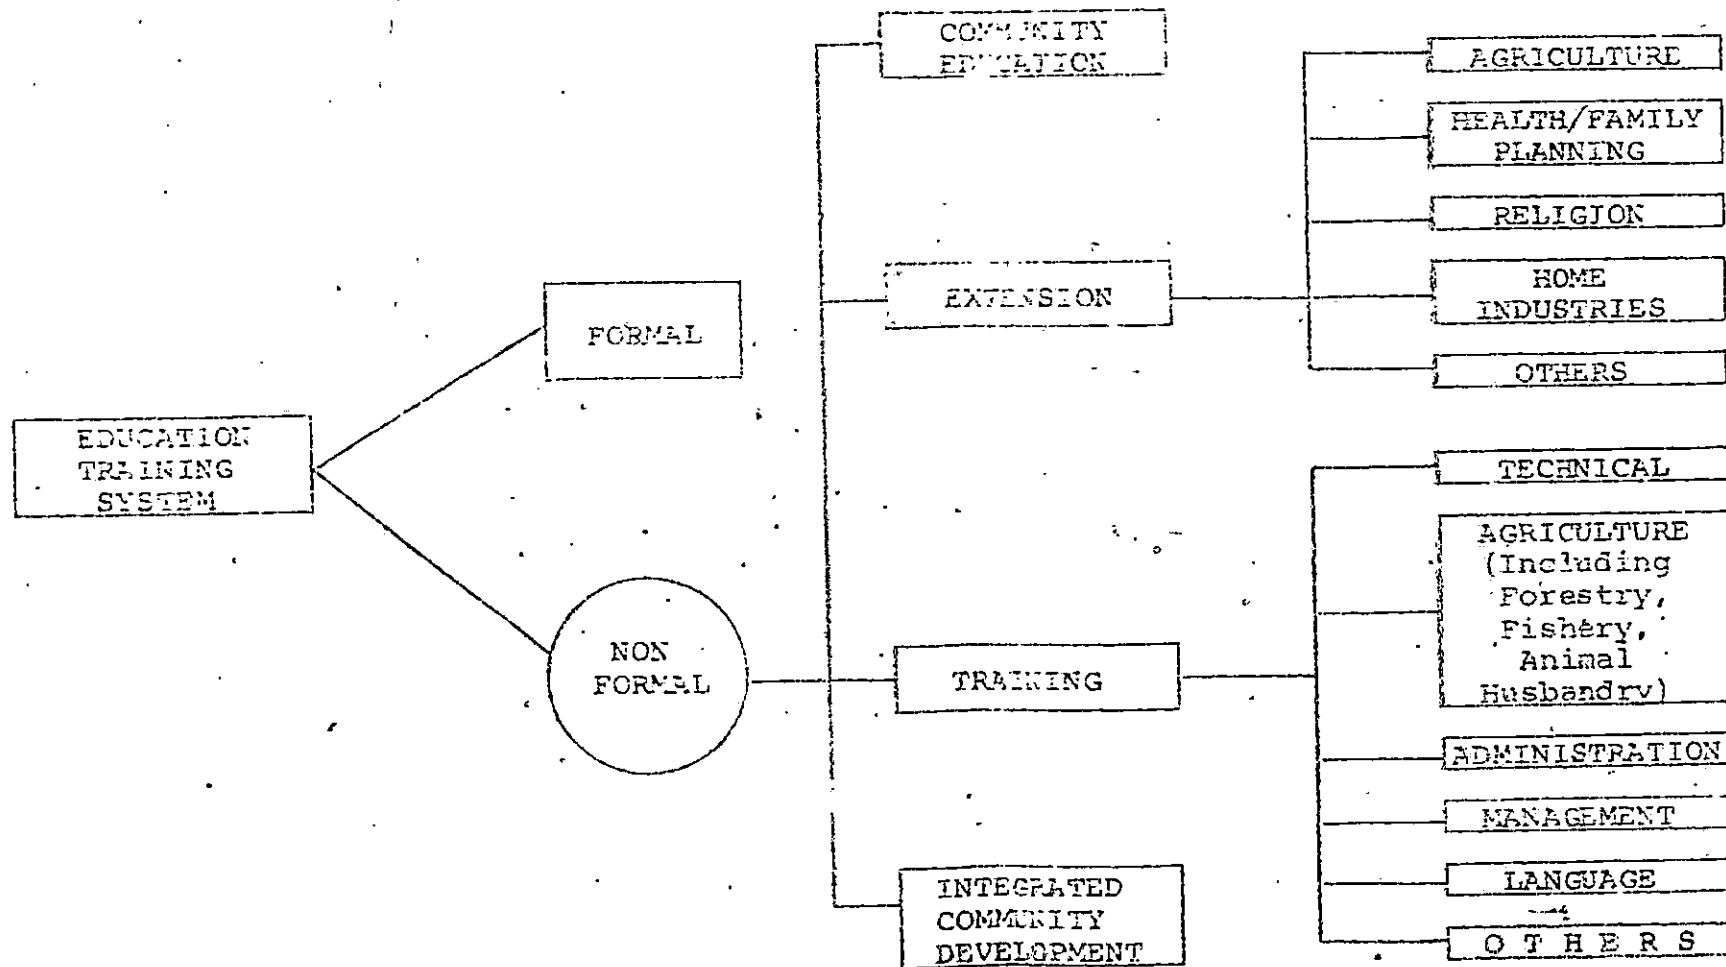 EDUCATION
TRAINING
SYSTEM
FORMAL
NON
FORMAL
COMMUNITY
EDUCATION
EXTENSION
TRAINING
INTEGRATED
COMMUNITY
DEVELOPMENT
AGRICULTURE
HEALTH/FAMILY
PLANNING
RELIGION
HOME
INDUSTRIES
OTHERS
TECHNICAL
AGRICULTURE
(Including
Forestry,
Fishery,
Animal
Husbandry)
ADMINISTRATION
MANAGEMENT
LANGUAGE
O T H E R S